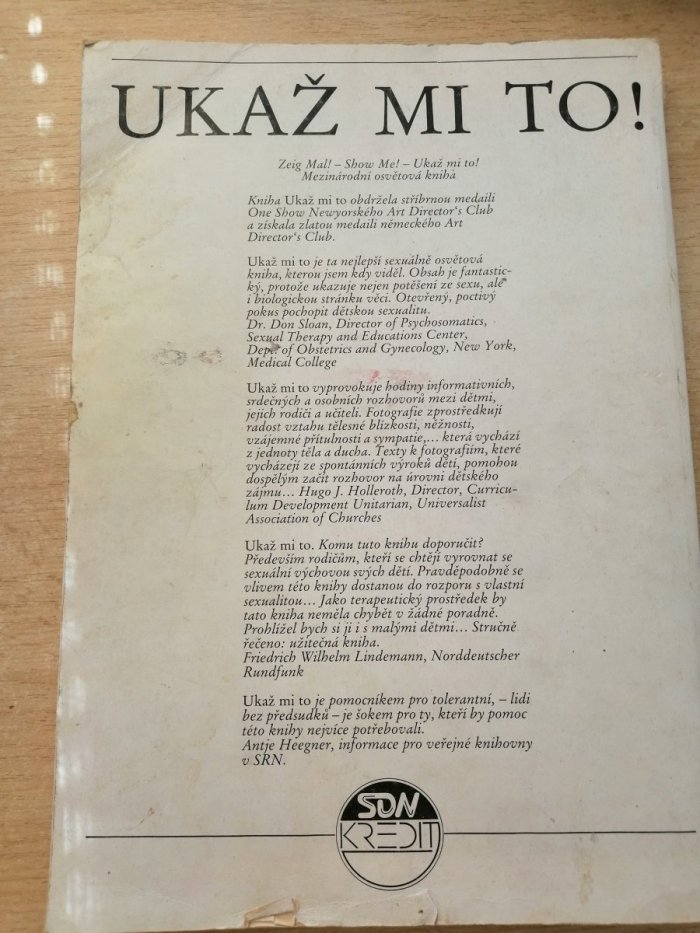 UKAŽ MI TO!
Zeig Mal! – Show Me! – Ukaž mi to!
Mezinárodní osvětová kniha
Kniha Ukaž mi to obdržela stříbrnou medaili
One Show Newyorského Art Director's Club
a získala zlatou medaili německého Art
Director's Club.
Ukaž mi to je ta nejlepší sexuálně osvětová
kniha, kterou jsem kdy viděl. Obsah je fantastic-
ký, protože ukazuje nejen potěšení ze sexu, ale
i biologickou stránku věci. Otevřený, poctivý
pokus pochopit dětskou sexualitu.
Dr. Don Sloan, Director of Psychosomatics,
Sexual Therapy and Educations Center,
Dept. of Obstetrics and Gynecology, New York,
Medical College
Ukaž mi to vyprovokuje hodiny informativních,
srdečných a osobních rozhovorů mezi dětmi,
jejich rodiči a učiteli. Fotografie zprostředkují
radost vztahu tělesné blízkosti, něžnosti,
vzájemné přítulnosti a sympatie,... která vychází
z jednoty těla a ducha. Texty k fotografiím, které
vycházejí ze spontánních výroků dětí, pomohou
dospělým začít rozhovor na úrovni dětského
zájmu... Hugo J. Holleroth, Director, Curricu-
lum Development Unitarian, Universalist
Association of Churches
Ukaž mi to. Komu tuto knihu doporučit?
Především rodičům, kteří se chtějí vyrovnat se
sexuální výchovou svých dětí. Pravděpodobně se
vlivem této knihy dostanou do rozporu s vlastní
sexualitou... Jako terapeutický prostředek by
tato kniha neměla chybět v žádné poradně.
Prohlížel bych si ji i s malými dětmi... Stručně
řečeno: užitečná kniha.
Friedrich Wilhelm Lindemann, Norddeutscher
Rundfunk
Ukaž mi to je pomocníkem pro tolerantní, – lidi
bez předsudků – je šokem pro ty, kteří by pomoc
této knihy nejvíce potřebovali.
Antje Heegner, informace pro veřejné knihovny
v SRN.
SON
KREDIT